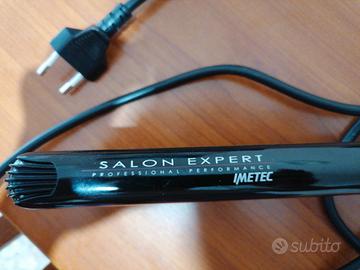 SALON EXPERT
PROFESSIONAL PERFORMANCE
IMETEC
subito